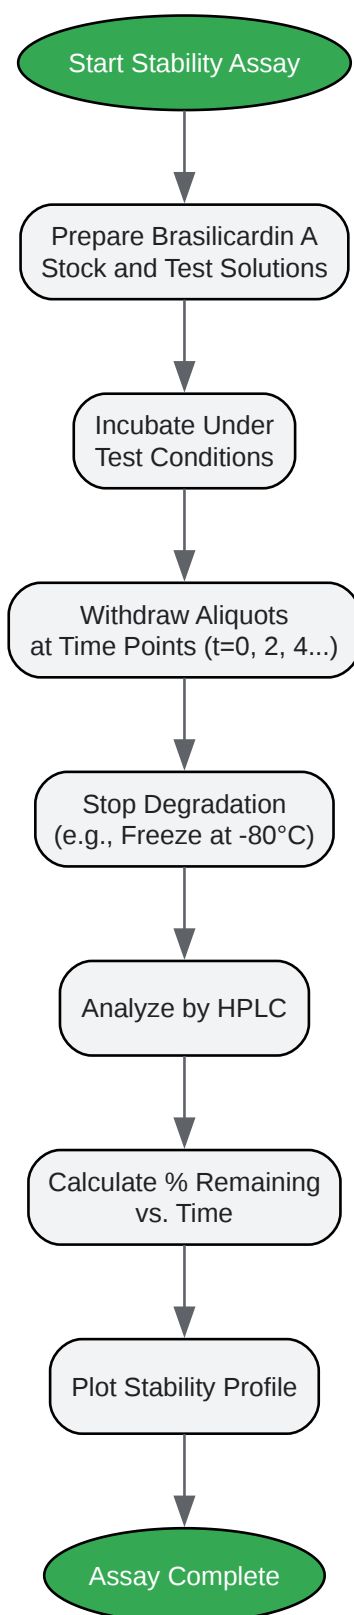 Start Stability Assay
Prepare Brasilicardin A
Stock and Test Solutions
Incubate Under
Test Conditions
Withdraw Aliquots
at Time Points (t=0, 2, 4...)
Stop Degradation
(e.g., Freeze at -80°C)
Analyze by HPLC
Calculate % Remaining
vs. Time
Plot Stability Profile
Assay Complete